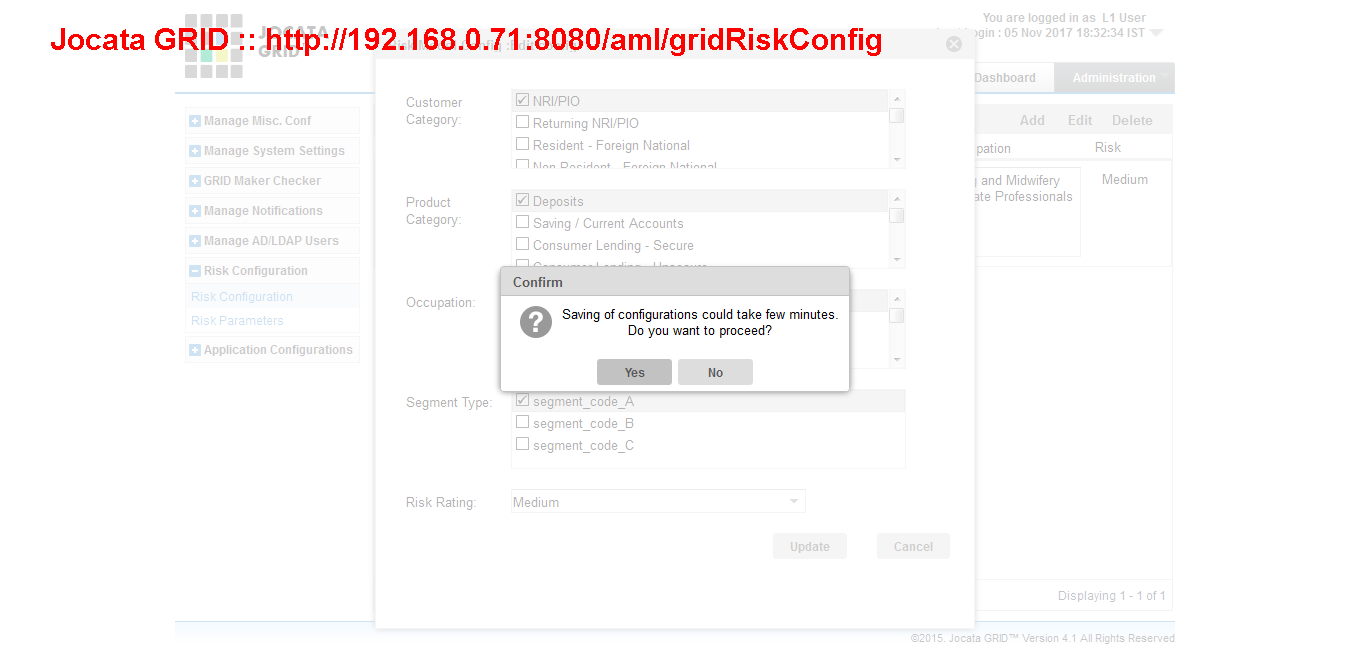 Jocata GRID :: http://192.168.0.71:8080/aml/gridRiskConfig
JOCATA
GRID
You are logged in as L1 User
: 05 Nov 2017 18:32:34 IST
Dashboard
Administration
Manage Misc. Conf
Manage System Settings
GRID Maker Checker
Manage Notifications
Manage AD/LDAP Users
Risk Configuration
Risk Configuration
Risk Parameters
Application Configurations
Customer
Category:
NRI/PIO
Returning NRI/PIO
Resident - Foreign National
Non Resident - Foreign National
Product
Category:
Deposits
Saving / Current Accounts
Consumer Lending - Secure
Consumer Lending - Unsecure
Occupation:
Confirm
Saving of configurations could take few minutes.
Do you want to proceed?
Yes
No
Segment Type:
segment_code_A
segment_code_B
segment_code_C
Risk Rating:
Medium
Update
Cancel
Add
Edit
Delete
pation
Risk
and Midwifery
ate Professionals
Medium
Displaying 1 - 1 of 1
©2015. Jocata GRID™ Version 4.1 All Rights Reserved